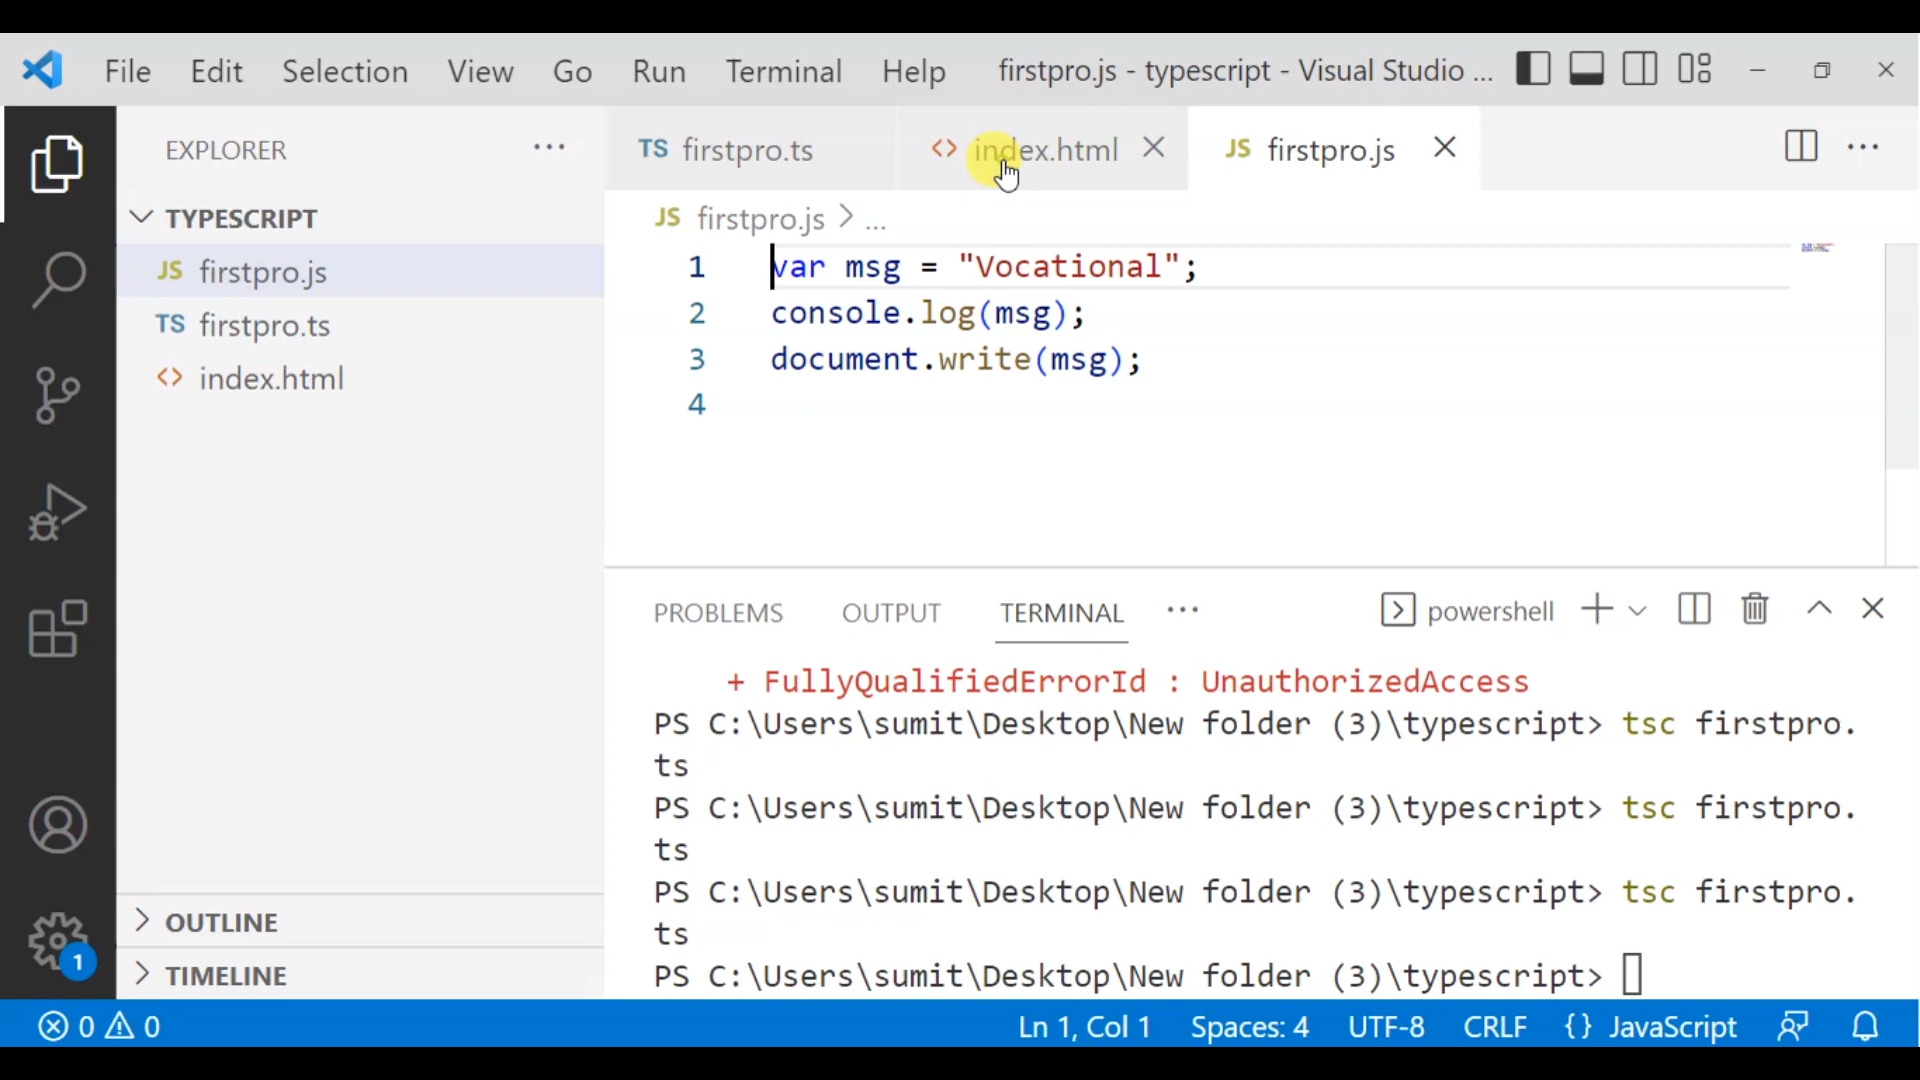 File Edit Selection View Go Run Terminal Help firstpro.js - typescript - Visual Studio ...
EXPLORER ...
TS firstpro.ts <> index.html JS firstpro.js
JS firstpro.js > ...
TYPESCRIPT
JS firstpro.js
TS firstpro.ts
<> index.html
1 var msg = "Vocational";
2 console.log(msg);
3 document.write(msg);
4
PROBLEMS OUTPUT TERMINAL ... powershell
+ FullyQualifiedErrorId : UnauthorizedAccess
PS C:\Users\sumit\Desktop\New folder (3)\typescript> tsc firstpro.
ts
PS C:\Users\sumit\Desktop\New folder (3)\typescript> tsc firstpro.
ts
PS C:\Users\sumit\Desktop\New folder (3)\typescript> tsc firstpro.
ts
PS C:\Users\sumit\Desktop\New folder (3)\typescript>
OUTLINE
TIMELINE
1
0 0 Ln 1, Col 1 Spaces: 4 UTF-8 CRLF {} JavaScript